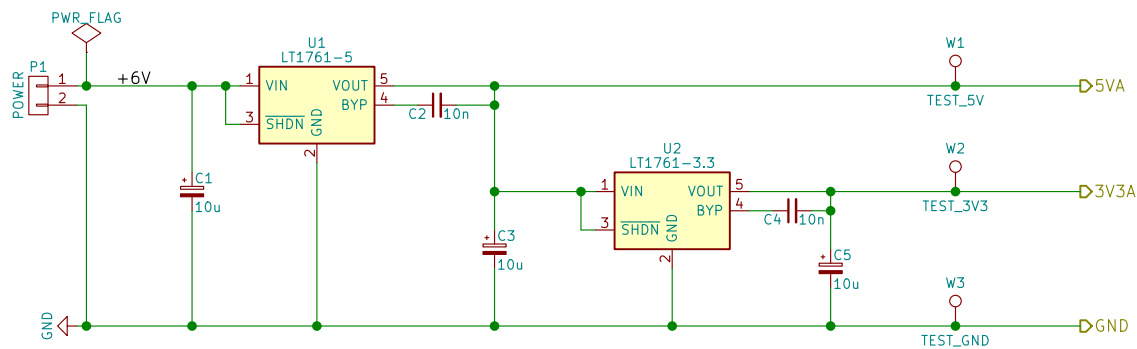 PWR_FLAG
P1
POWER
1
2
+6V
U1
LT1761-5
1
VIN
3
SHDN
GND
2
VOUT
5
BYP
4
C2
10n
C1
10u
W1
TEST_5V
5VA
U2
LT1761-3.3
1
VIN
3
SHDN
GND
2
VOUT
5
BYP
4
C4
10n
C3
10u
C5
10u
W2
TEST_3V3
3V3A
W3
TEST_GND
GND
GND